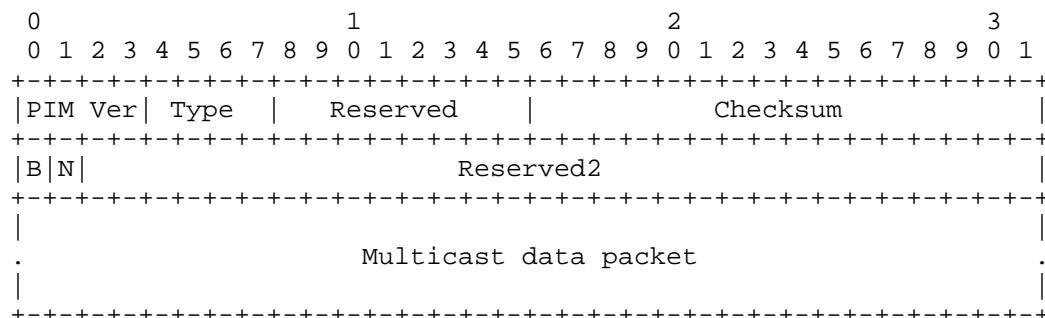 0                   1                   2                   3
 0 1 2 3 4 5 6 7 8 9 0 1 2 3 4 5 6 7 8 9 0 1 2 3 4 5 6 7 8 9 0 1
+-+-+-+-+-+-+-+-+-+-+-+-+-+-+-+-+-+-+-+-+-+-+-+-+-+-+-+-+-+-+-+-+
|PIM Ver| Type  |   Reserved    |           Checksum            |
+-+-+-+-+-+-+-+-+-+-+-+-+-+-+-+-+-+-+-+-+-+-+-+-+-+-+-+-+-+-+-+-+
|B|N|                       Reserved2                           |
+-+-+-+-+-+-+-+-+-+-+-+-+-+-+-+-+-+-+-+-+-+-+-+-+-+-+-+-+-+-+-+-+
|                                                               |
.                     Multicast data packet                     .
|                                                               |
+-+-+-+-+-+-+-+-+-+-+-+-+-+-+-+-+-+-+-+-+-+-+-+-+-+-+-+-+-+-+-+-+